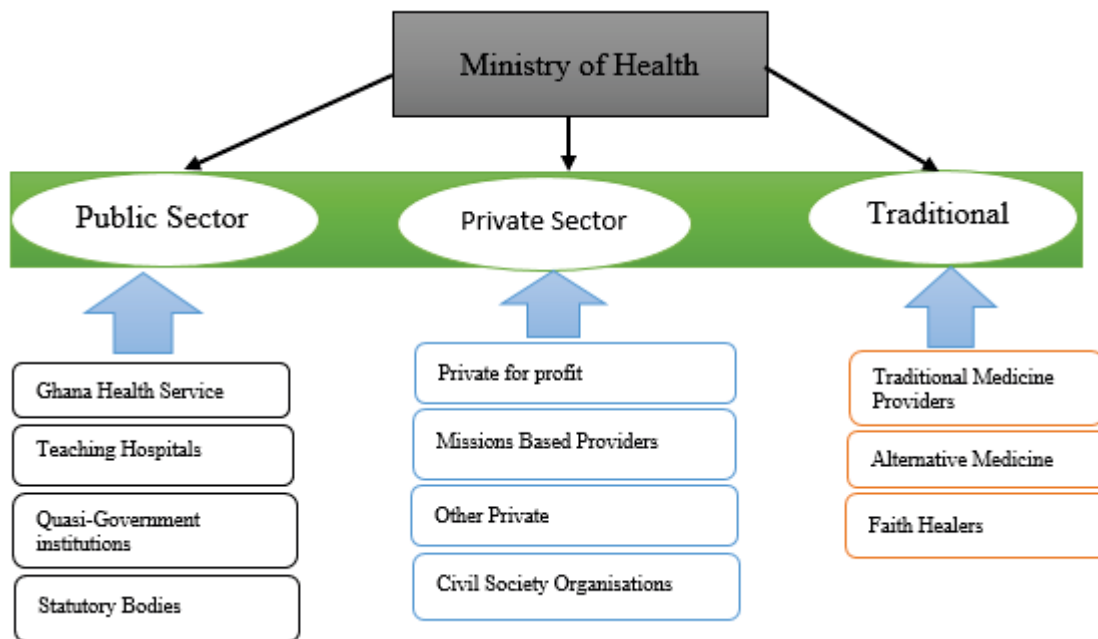 Ministry of Health
Public Sector
Private Sector
Traditional
Ghana Health Service
Teaching Hospitals
Quasi-Government
institutions
Statutory Bodies
Private for profit
Missions Based Providers
Other Private
Civil Society Organisations
Traditional Medicine
Providers
Alternative Medicine
Faith Healers